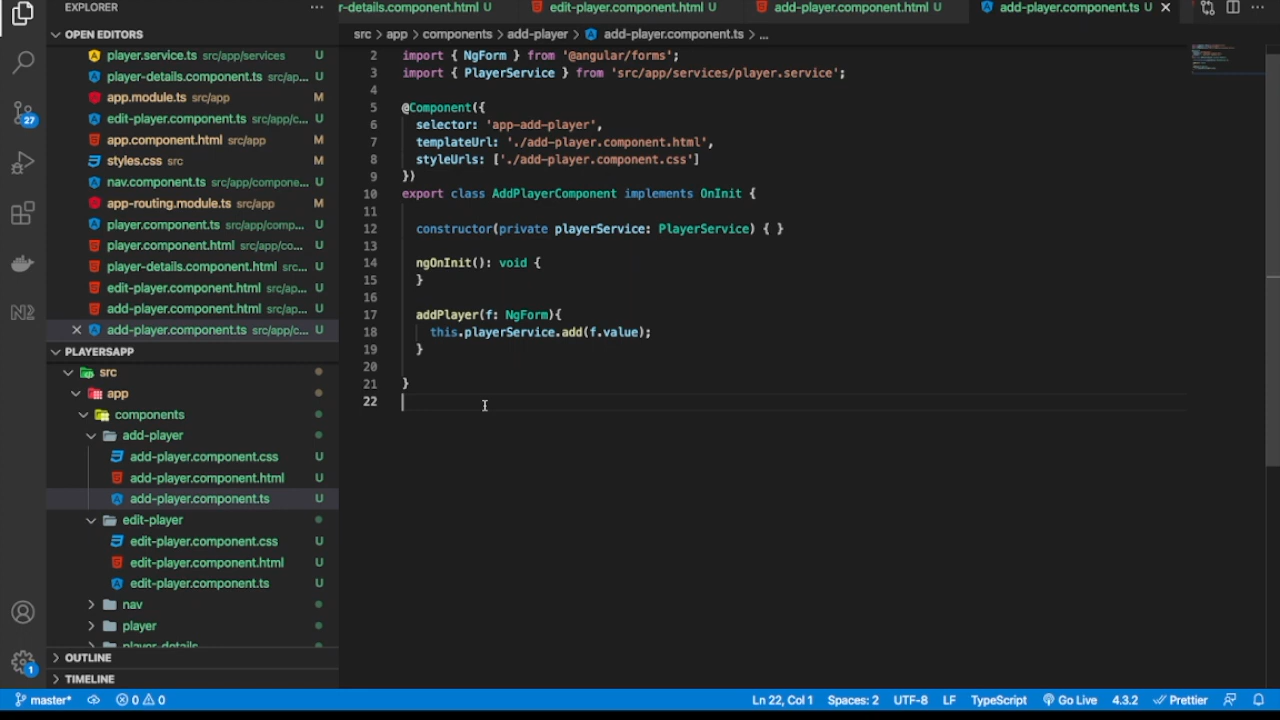 EXPLORER
r-details.component.html U
edit-player.component.html U
add-player.component.html U
add-player.component.ts U
OPEN EDITORS
src > app > components > add-player > add-player.component.ts > ...
player.service.ts src/app/services
player-details.component.ts src/ap...
app.module.ts src/app M
edit-player.component.ts src/app/c... U
app.component.html src/app M
styles.css src M
nav.component.ts src/app/compone... U
app-routing.module.ts src/app M
player.component.ts src/app/comp... U
player.component.html src/app/co... U
player-details.component.html src/ap... U
edit-player.component.html src/ap... U
add-player.component.html src/ap... U
add-player.component.ts src/app/c... U
27
PLAYERSAPP
src
app
components
add-player
add-player.component.css U
add-player.component.html U
add-player.component.ts U
edit-player
edit-player.component.css U
edit-player.component.html U
edit-player.component.ts U
nav
player
player-details
OUTLINE
TIMELINE
1
2 import { NgForm } from '@angular/forms';
3 import { PlayerService } from 'src/app/services/player.service';
4
5 @Component({
6 selector: 'app-add-player',
7 templateUrl: './add-player.component.html',
8 styleUrls: ['./add-player.component.css']
9 })
10 export class AddPlayerComponent implements OnInit {
11
12 constructor(private playerService: PlayerService) { }
13
14 ngOnInit(): void {
15 }
16
17 addPlayer(f: NgForm){
18 this.playerService.add(f.value);
19 }
20
21 }
22
master* 0 0 Ln 22, Col 1 Spaces: 2 UTF-8 LF TypeScript Go Live 4.3.2 Prettier